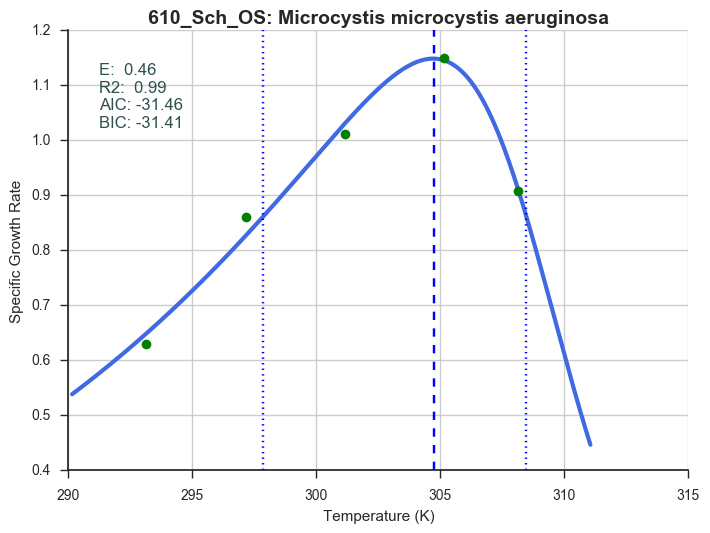 610_Sch_OS: Microcystis microcystis aeruginosa
E:  0.46
R2:  0.99
AIC: -31.46
BIC: -31.41
Specific Growth Rate
1.2
1.1
1.0
0.9
0.8
0.7
0.6
0.5
0.4
290 295 300 305 310 315
Temperature (K)